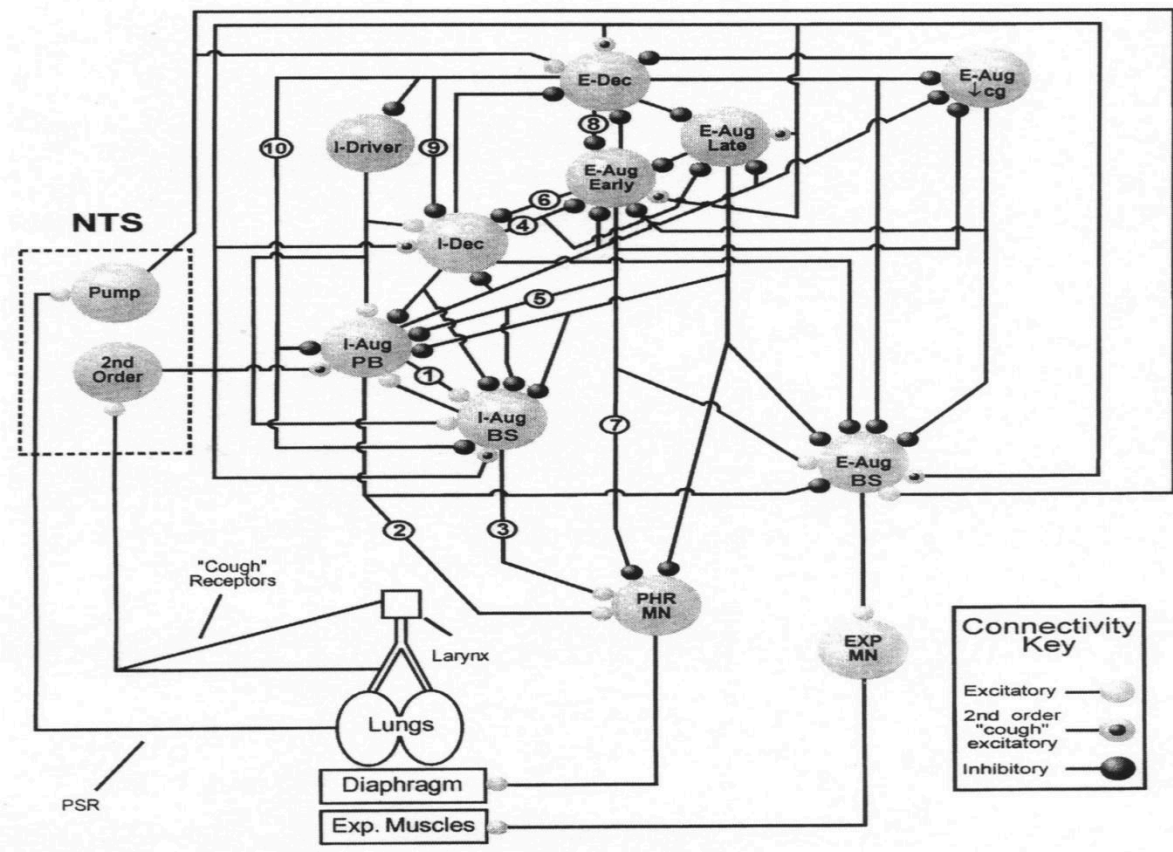 E-Dec
E-Aug
↓cg
8
E-Aug
Late
10
I-Driver
9
E-Aug
Early
6
4
NTS
I-Dec
Pump
5
I-Aug
PB
2nd
Order
1
I-Aug
BS
7
E-Aug
BS
2
3
"Cough"
Receptors
PHR
MN
Larynx
EXP
MN
Lungs
PSR
Diaphragm
Exp. Muscles
Connectivity
Key
Excitatory
2nd order
"cough"
excitatory
Inhibitory